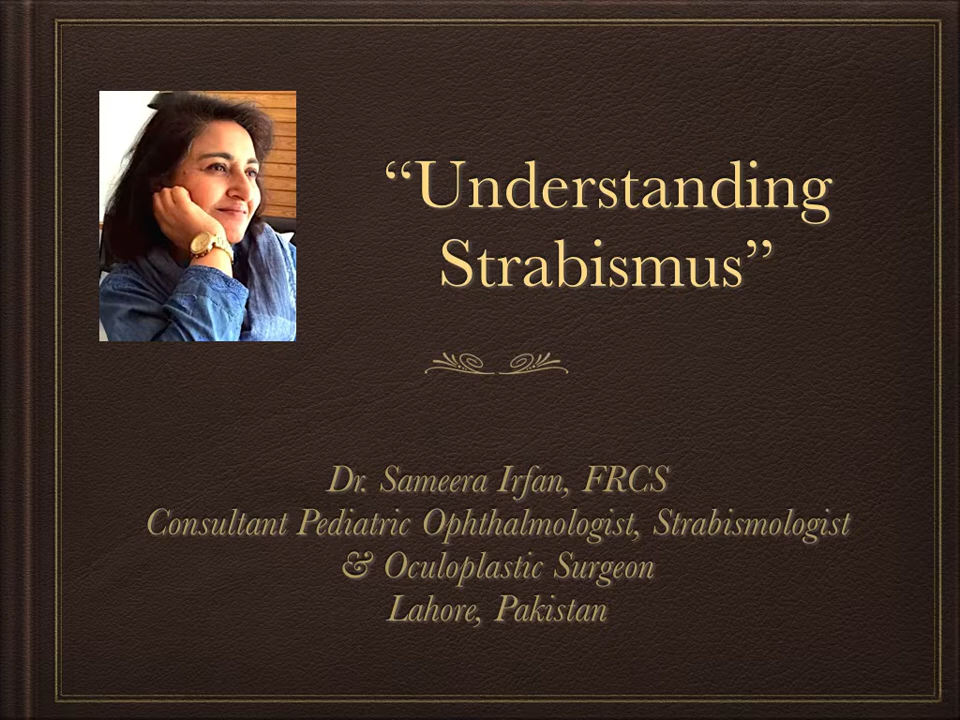 “Understanding
Strabismus”
Dr. Sameera Irfan, FRCS
Consultant Pediatric Ophthalmologist, Strabismologist
& Oculoplastic Surgeon
Lahore, Pakistan